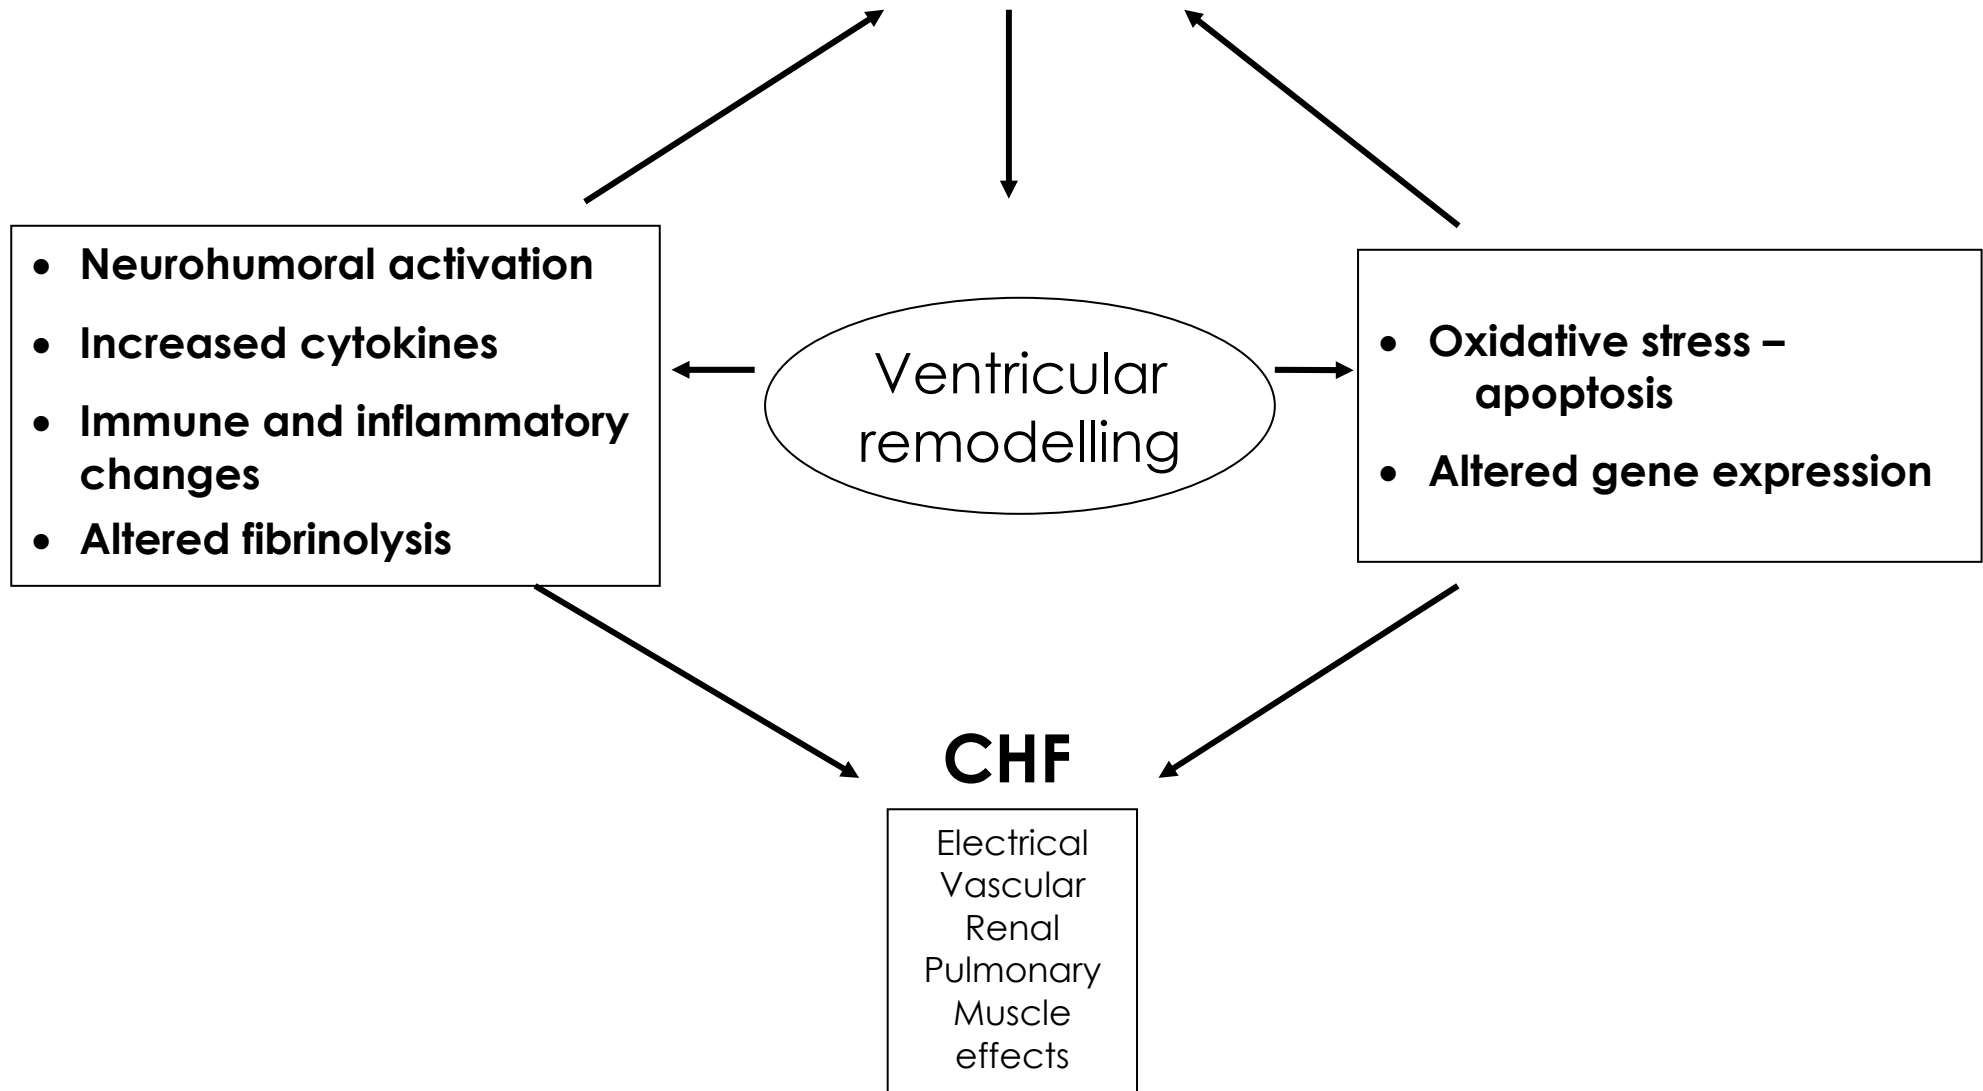 • Neurohumoral activation
• Increased cytokines
• Immune and inflammatory
changes
• Altered fibrinolysis
Ventricular
remodelling
• Oxidative stress –
apoptosis
• Altered gene expression
CHF
Electrical
Vascular
Renal
Pulmonary
Muscle
effects